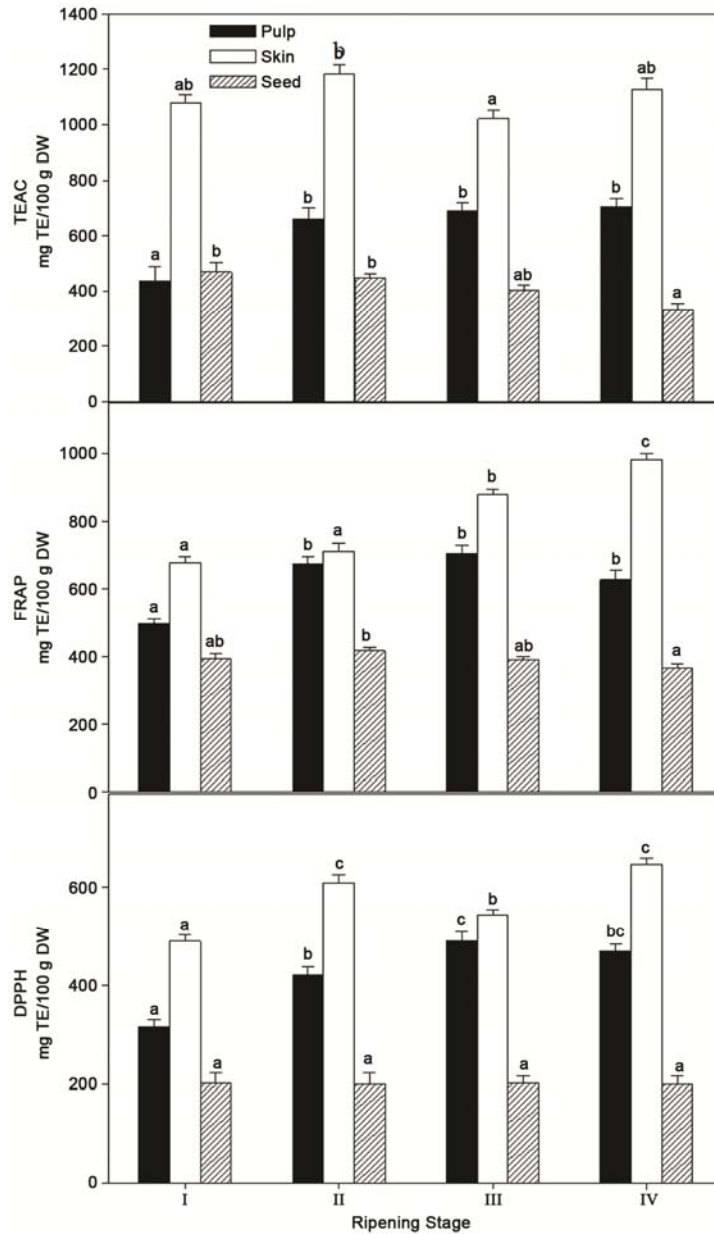 1400
Pulp
Skin
Seed
1200
1000
800
600
400
200
0
TEAC
mg TE/100 g DW
a
ab
b
b
b
b
b
b
a
ab
b
ab
a
1000
800
600
400
200
0
FRAP
mg TE/100 g DW
a
a
ab
b
a
b
b
b
ab
b
c
a
600
400
200
0
DPPH
mg TE/100 g DW
a
a
a
b
c
a
c
b
a
bc
c
a
I II III IV
Ripening Stage